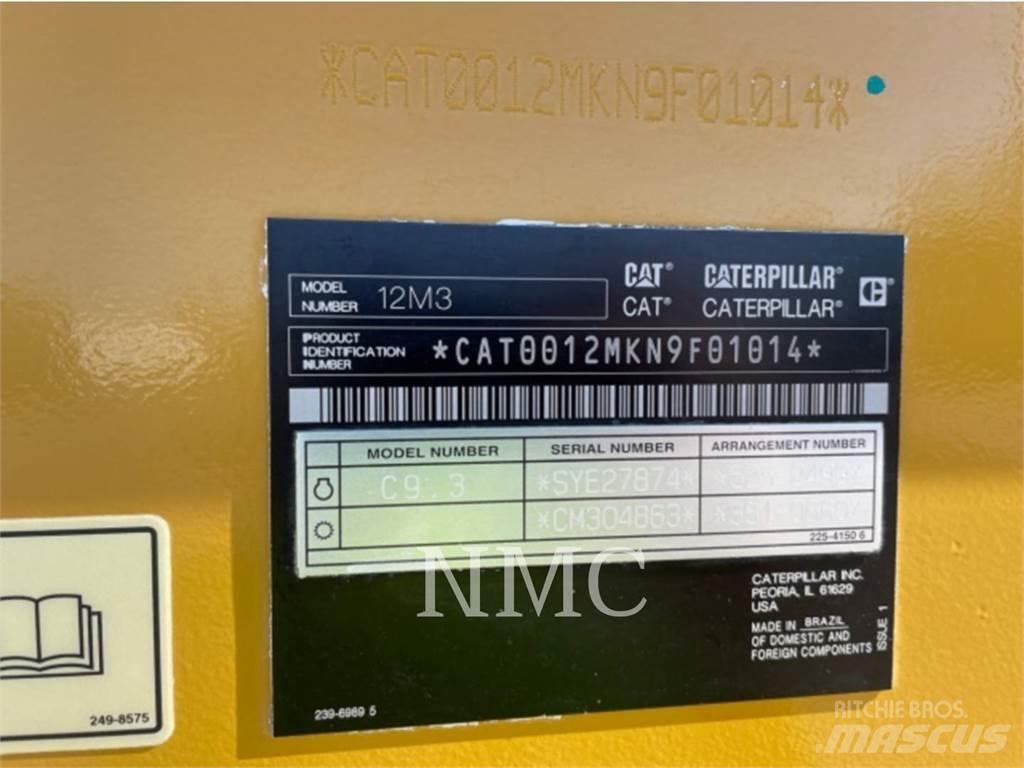 *CAT0012MKN9F01014*
MODEL NUMBER 12M3
CAT® CATERPILLAR®
CAT® CATERPILLAR®
PRODUCT IDENTIFICATION NUMBER *CAT0012MKN9F01014*
MODEL NUMBER SERIAL NUMBER ARRANGEMENT NUMBER
C9.3 *SYE27874*
*CM304863*
225-4150 6
NMC
CATERPILLAR INC.
PEORIA, IL 61629
USA
MADE IN BRAZIL
OF DOMESTIC AND
FOREIGN COMPONENTS
ISSUE 1
239-6969 5
249-8575
RITCHIE BROS.
MASCUS